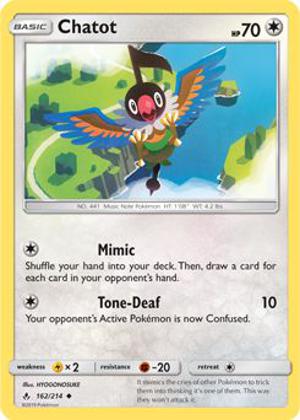 BASIC Chatot HP70
NO. 441 Music Note Pokémon HT: 1'08" WT: 4.2 lbs
Mimic
Shuffle your hand into your deck. Then, draw a card for
each card in your opponent's hand.
Tone-Deaf 10
Your opponent's Active Pokémon is now Confused.
weakness ×2 resistance -20 retreat
Illus. HYOGONOSUKE
162/214
©2019 Pokémon
It mimics the cries of other Pokémon to trick
them into thinking it's one of them. This way
they won't attack it.